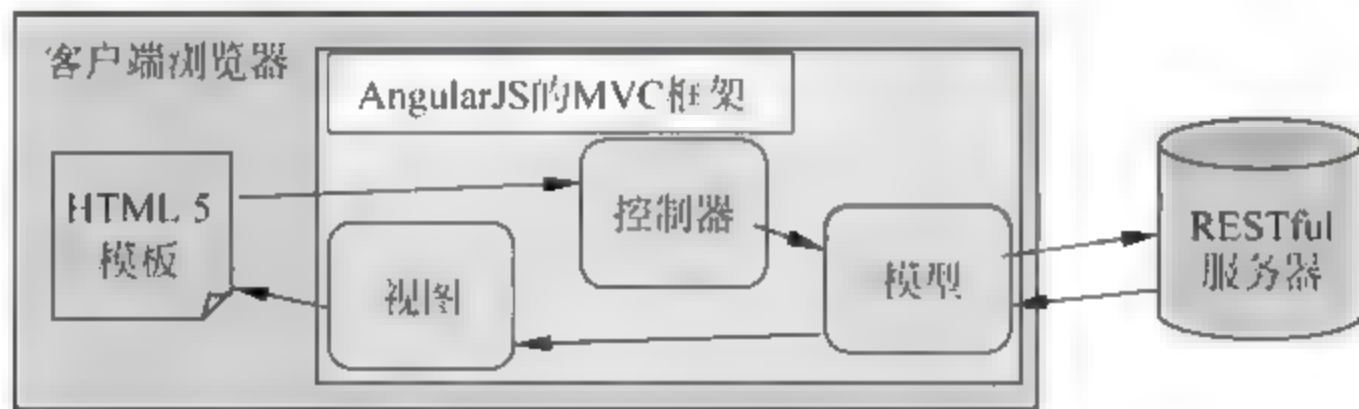 客户端浏览器
AngularJS的MVC框架
HTML 5
模板
控制器
视图
模型
RESTful
服务器